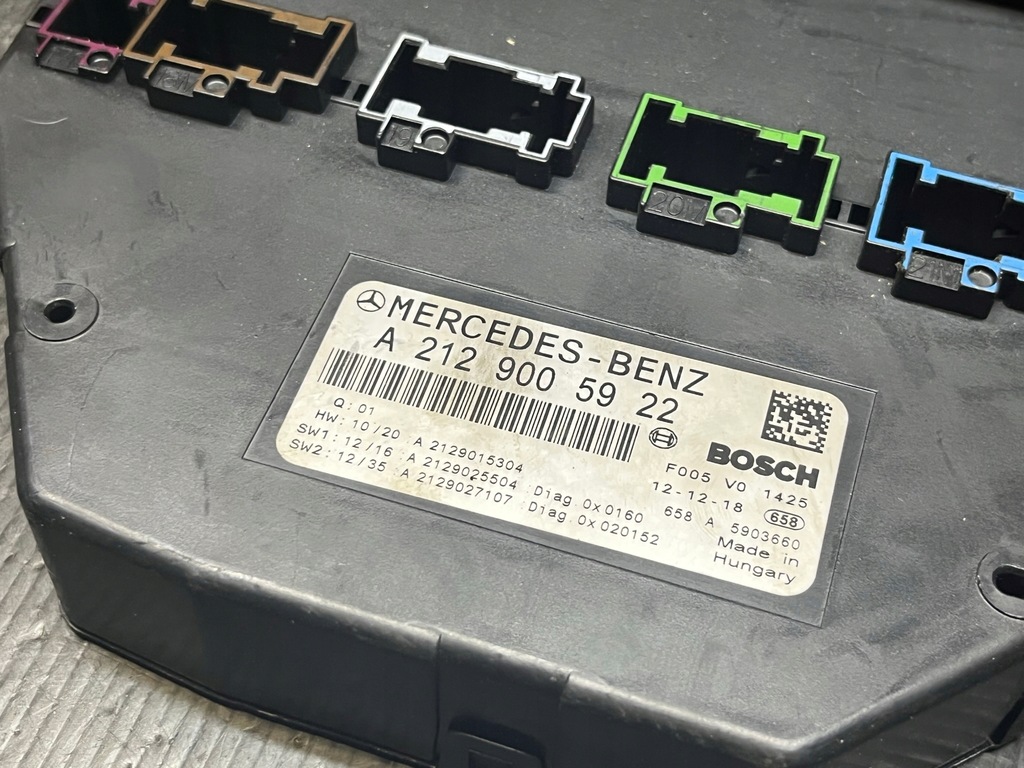 20M
MERCEDES-BENZ
A 212 900 59 22
Q: 01
HW: 10/20 A 2129015304
SW1: 12/16 : A 2129025504 Diag.0x0160
SW2: 12/35 : A 2129027107 Diag.0x020152
BOSCH
F005 V0 1425
12-12-18 658
658 A 5903660
Made in
Hungary